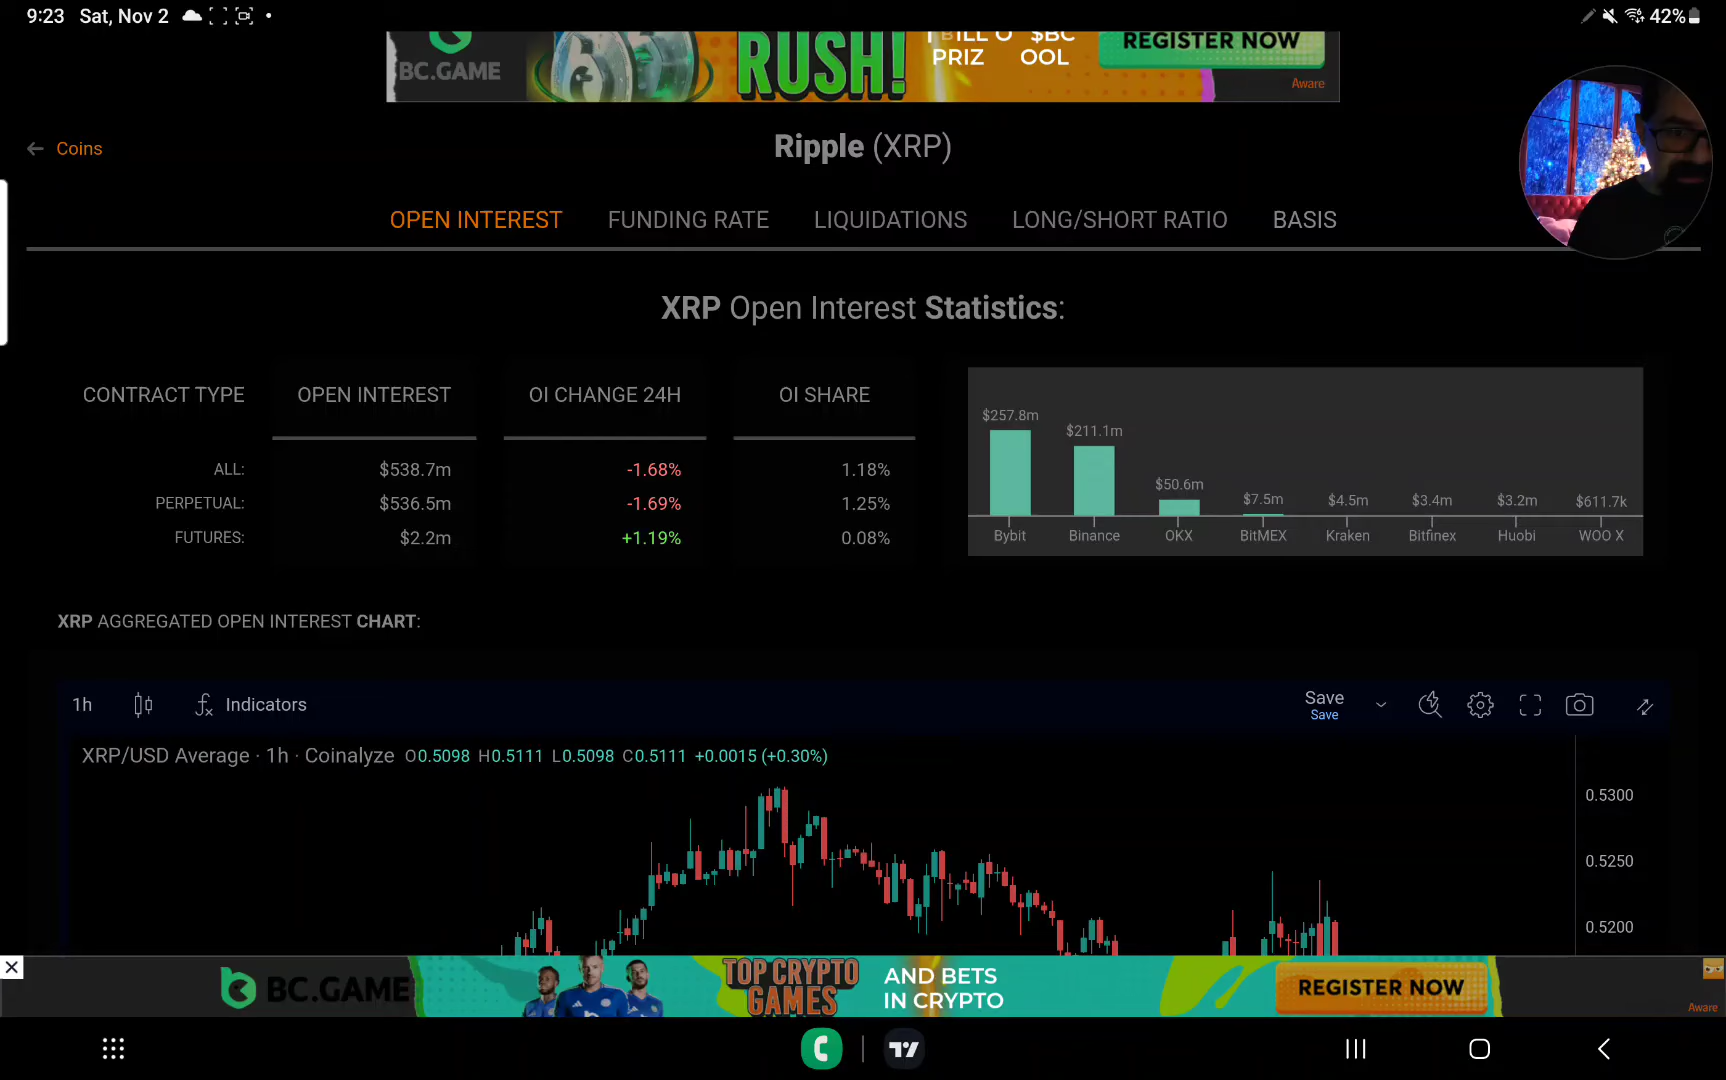 9:23 Sat, Nov 2
42%
BC.GAME
RUSH!
PRIZ OOL
REGISTER NOW
Aware
Coins
Ripple (XRP)
OPEN INTEREST FUNDING RATE LIQUIDATIONS LONG/SHORT RATIO BASIS
XRP Open Interest Statistics:
CONTRACT TYPE OPEN INTEREST OI CHANGE 24H OI SHARE
ALL: $538.7m -1.68% 1.18%
PERPETUAL: $536.5m -1.69% 1.25%
FUTURES: $2.2m +1.19% 0.08%
$257.8m $211.1m $50.6m $7.5m $4.5m $3.4m $3.2m $611.7k
Bybit Binance OKX BitMEX Kraken Bitfinex Huobi WOO X
XRP AGGREGATED OPEN INTEREST CHART:
1h Indicators Save
Save
XRP/USD Average · 1h · Coinalyze O0.5098 H0.5111 L0.5098 C0.5111 +0.0015 (+0.30%)
0.5300
0.5250
0.5200
BC.GAME
TOP CRYPTO
GAMES
AND BETS
IN CRYPTO
REGISTER NOW
Aware